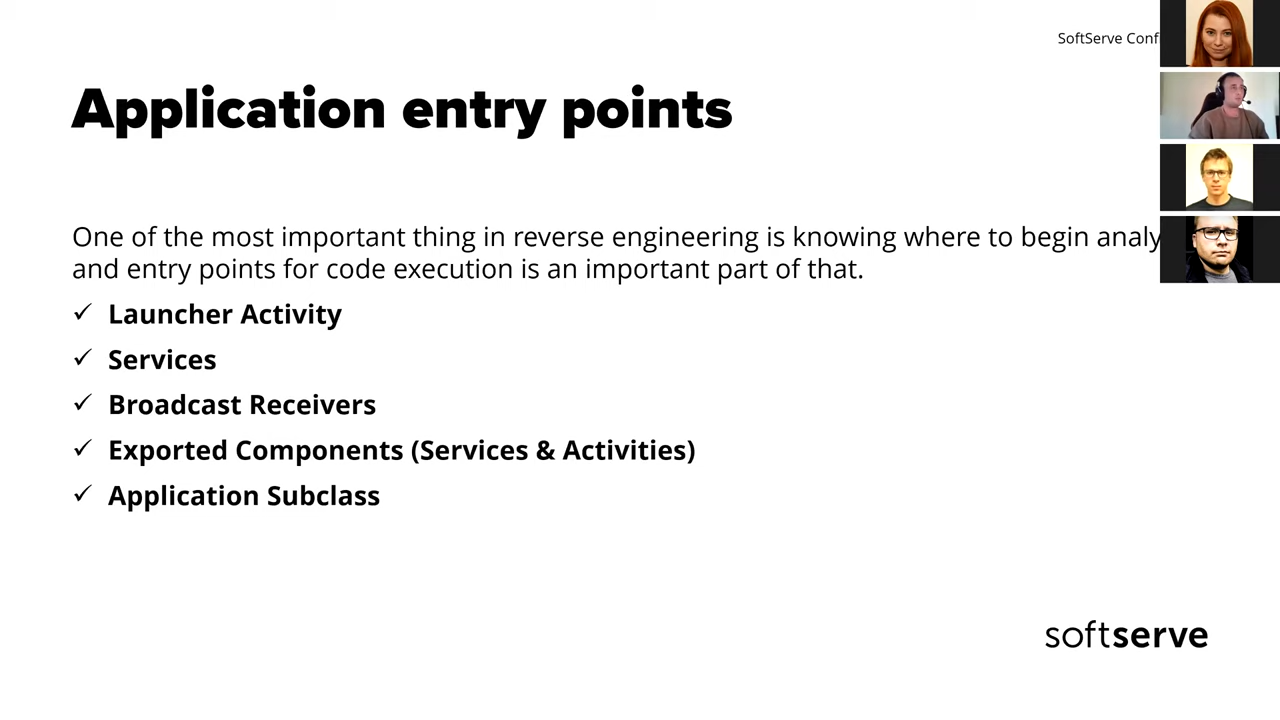 SoftServe Conf
Application entry points
One of the most important thing in reverse engineering is knowing where to begin analy
and entry points for code execution is an important part of that.
✓ Launcher Activity
✓ Services
✓ Broadcast Receivers
✓ Exported Components (Services & Activities)
✓ Application Subclass
softserve